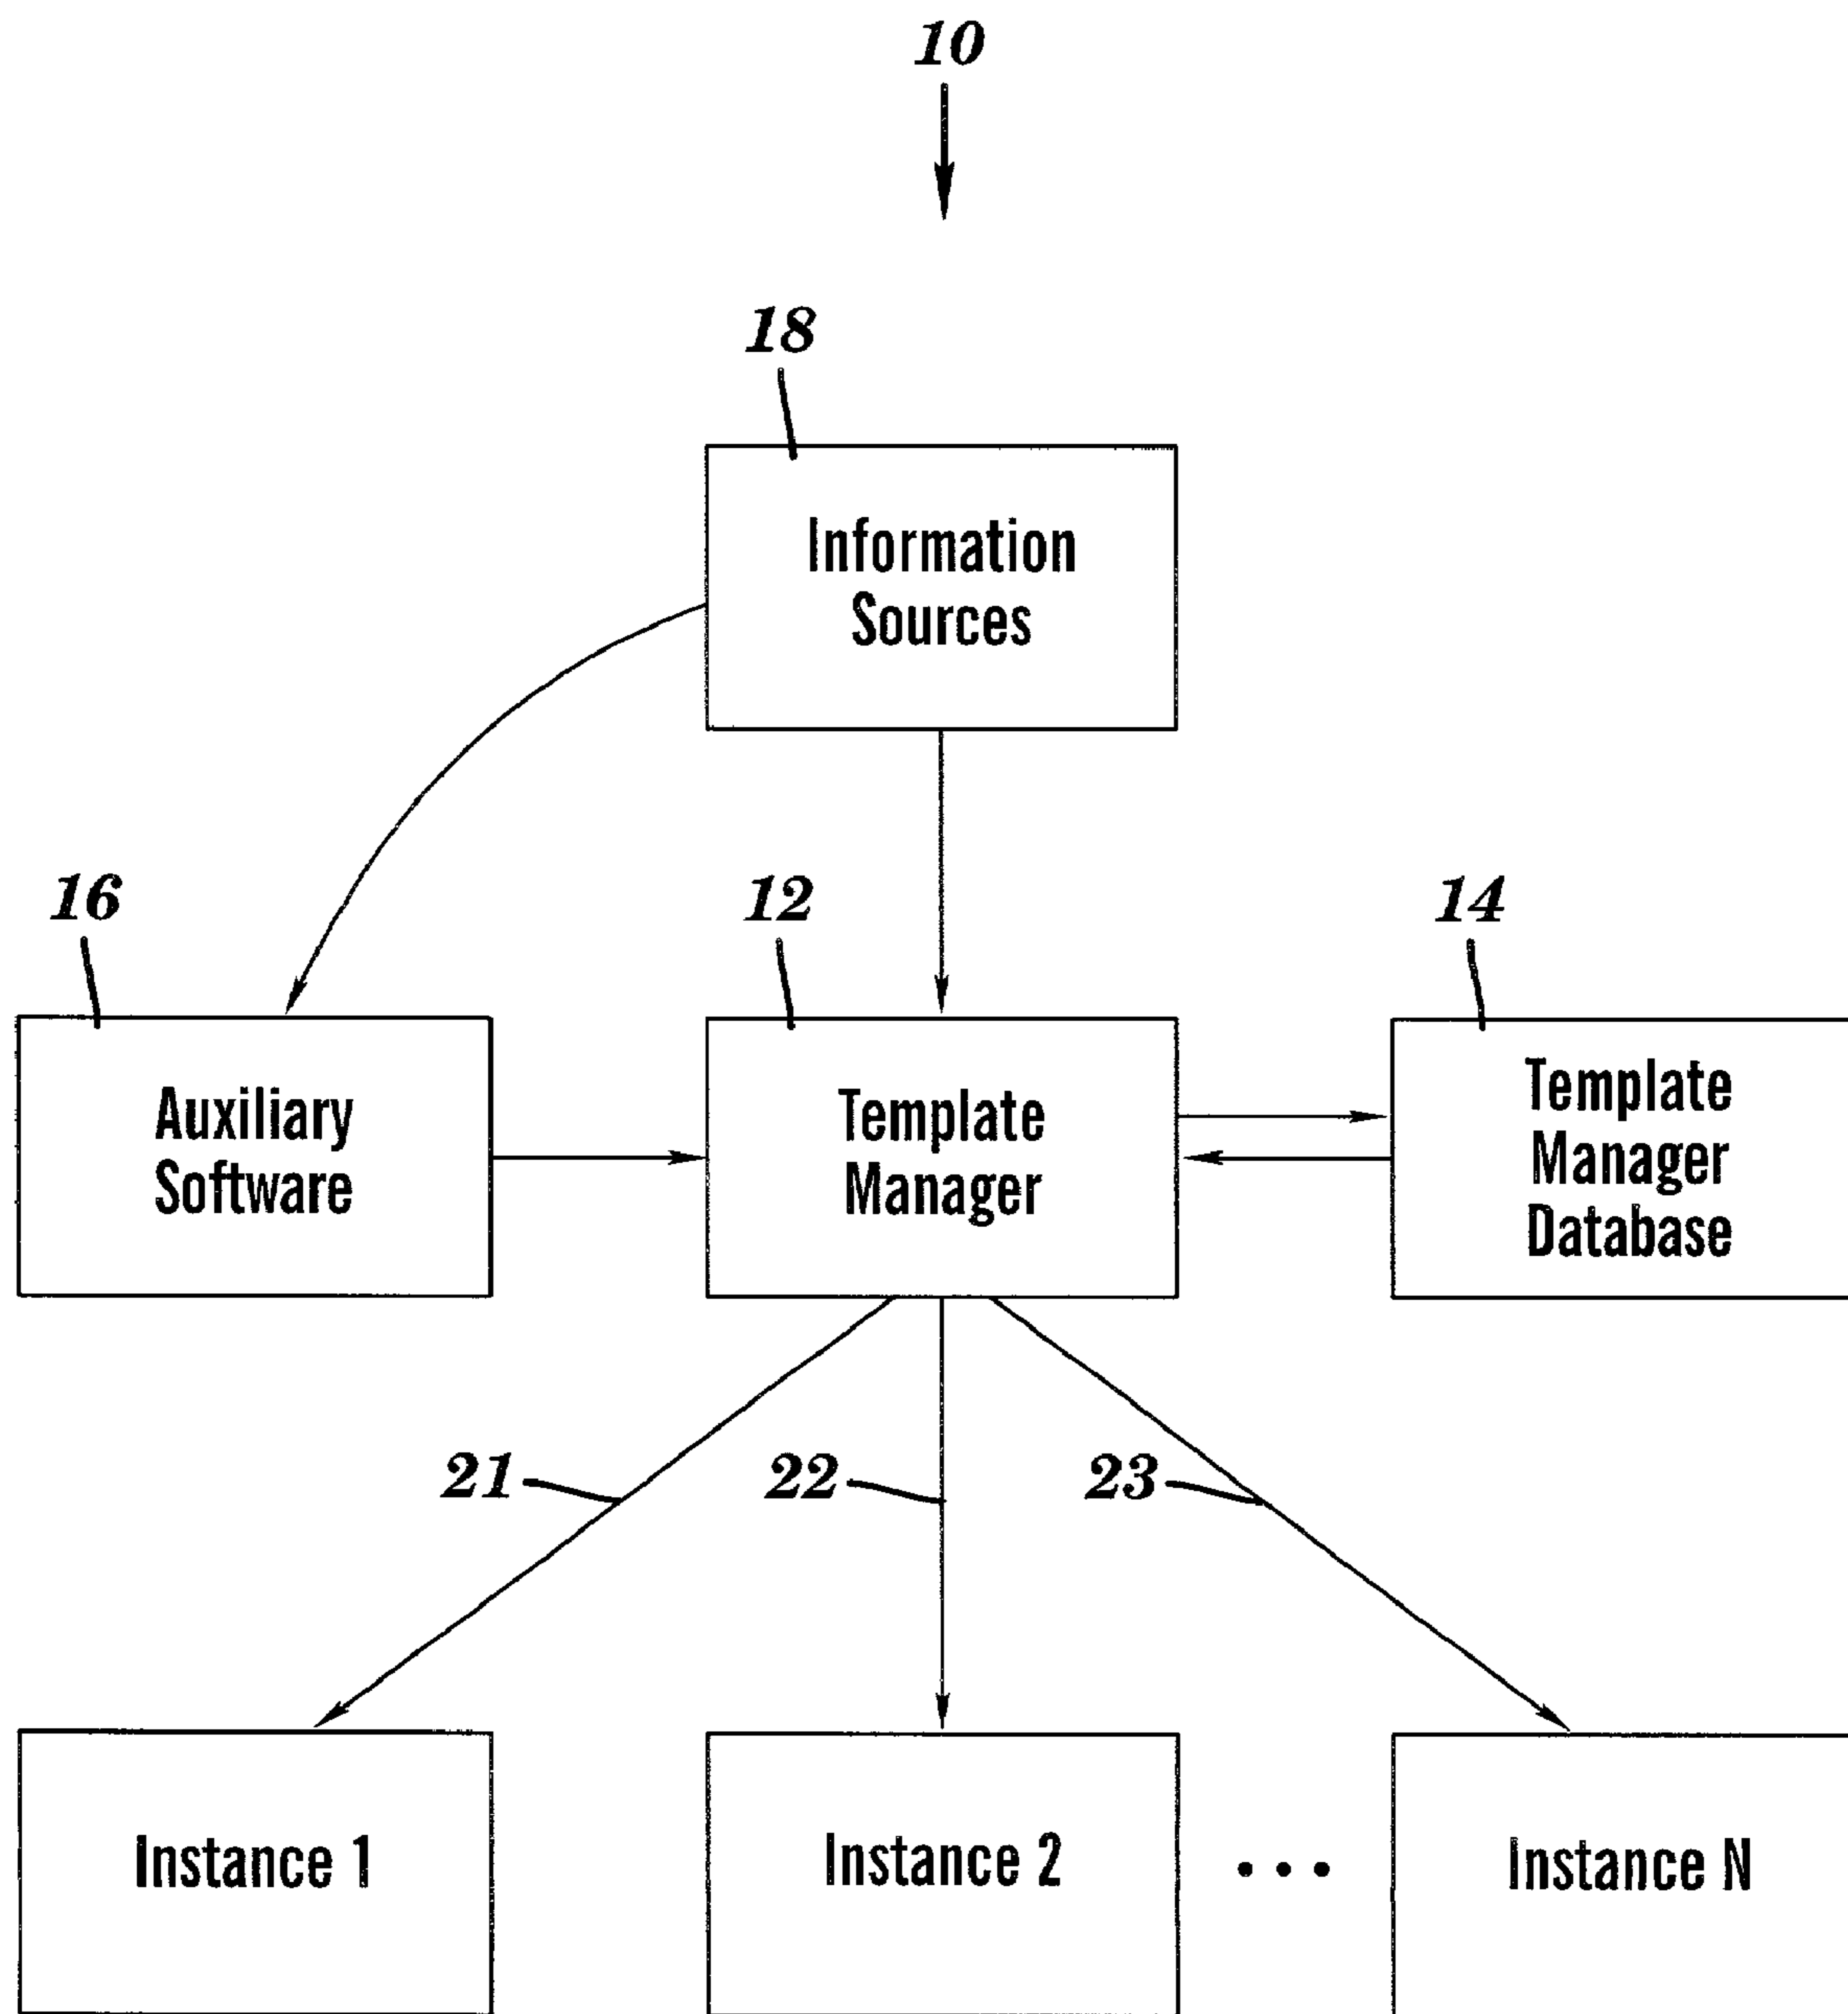 10
18
Information
Sources
16
12
14
Auxiliary
Software
Template
Manager
Template
Manager
Database
21
22
23
Instance 1
Instance 2
• • •
Instance N